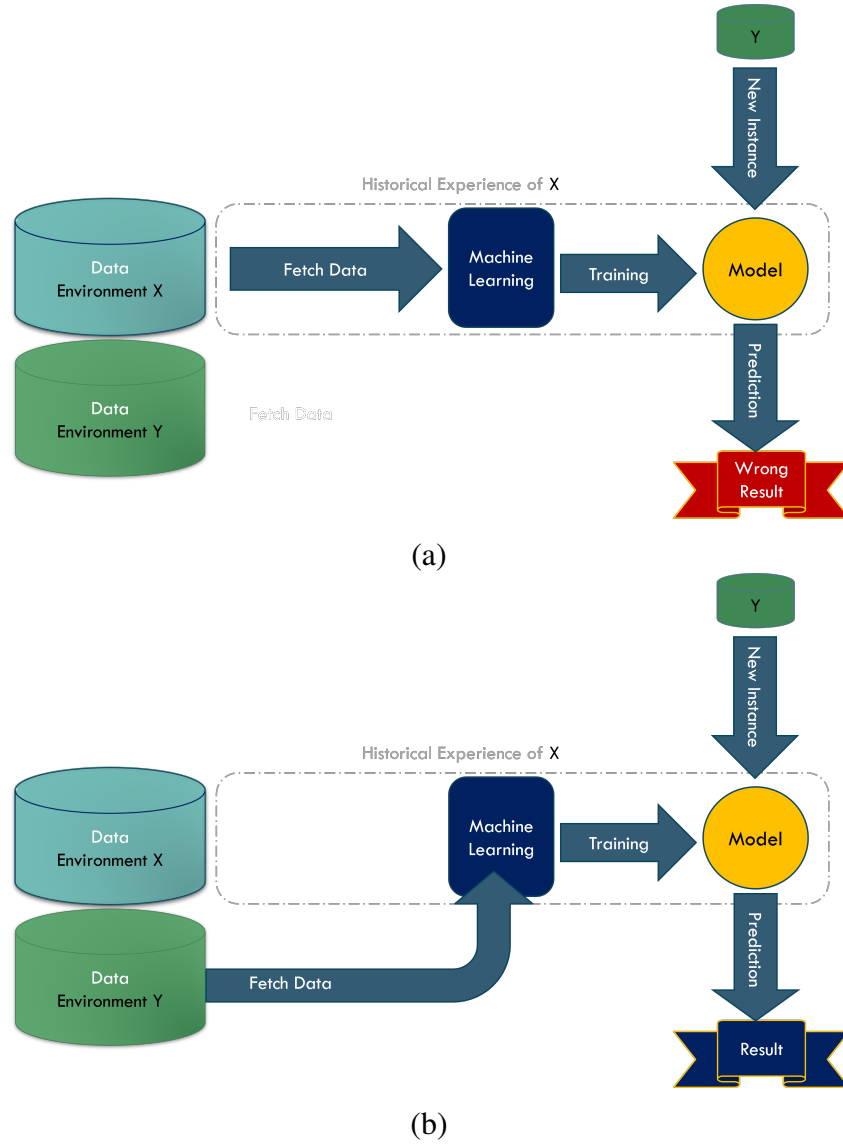 Y
New Instance
Historical Experience of X
Data
Environment X
Fetch Data
Machine
Learning
Training
Model
Data
Environment Y
Fetch Data
Prediction
Wrong
Result
(a)
Y
New Instance
Historical Experience of X
Data
Environment X
Machine
Learning
Training
Model
Data
Environment Y
Fetch Data
Prediction
Result
(b)